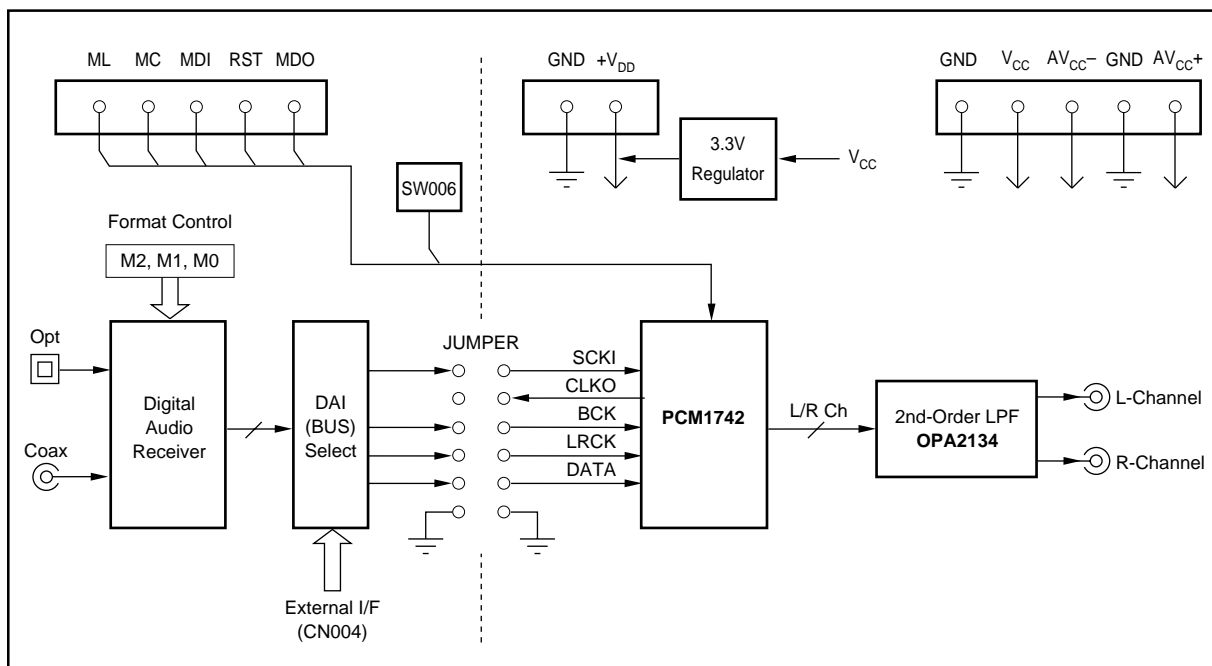 ML MC MDI RST MDO
GND +VDD
GND VCC AVCC– GND AVCC+
3.3V
Regulator
VCC
SW006
Format Control
M2, M1, M0
Opt
Coax
Digital
Audio
Receiver
DAI
(BUS)
Select
External I/F
(CN004)
JUMPER
SCKI
CLKO
BCK
LRCK
DATA
PCM1742
L/R Ch
2nd-Order LPF
OPA2134
L-Channel
R-Channel